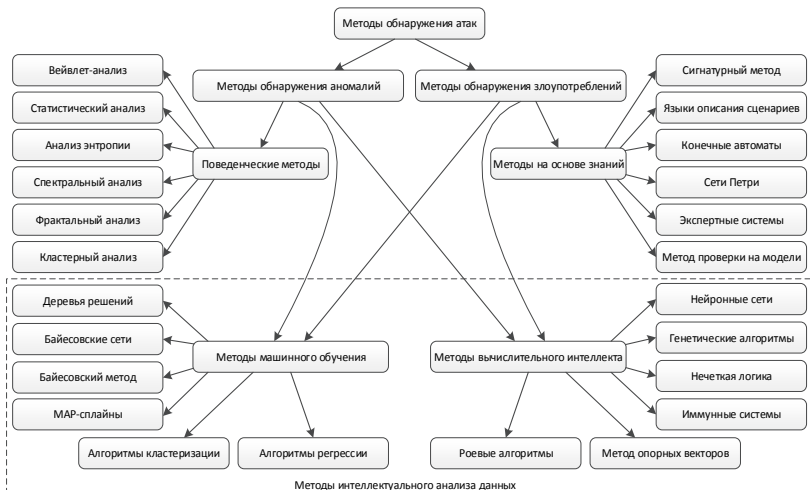 Методы обнаружения атак
Методы обнаружения аномалий
Методы обнаружения злоупотреблений
Вейвлет-анализ
Статистический анализ
Анализ энтропии
Спектральный анализ
Фрактальный анализ
Кластерный анализ
Поведенческие методы
Методы на основе знаний
Сигнатурный метод
Языки описания сценариев
Конечные автоматы
Сети Петри
Экспертные системы
Метод проверки на модели
Деревья решений
Байесовские сети
Байесовский метод
МАР-сплайны
Методы машинного обучения
Алгоритмы кластеризации
Алгоритмы регрессии
Методы вычислительного интеллекта
Нейронные сети
Генетические алгоритмы
Нечеткая логика
Иммунные системы
Роевые алгоритмы
Метод опорных векторов
Методы интеллектуального анализа данных